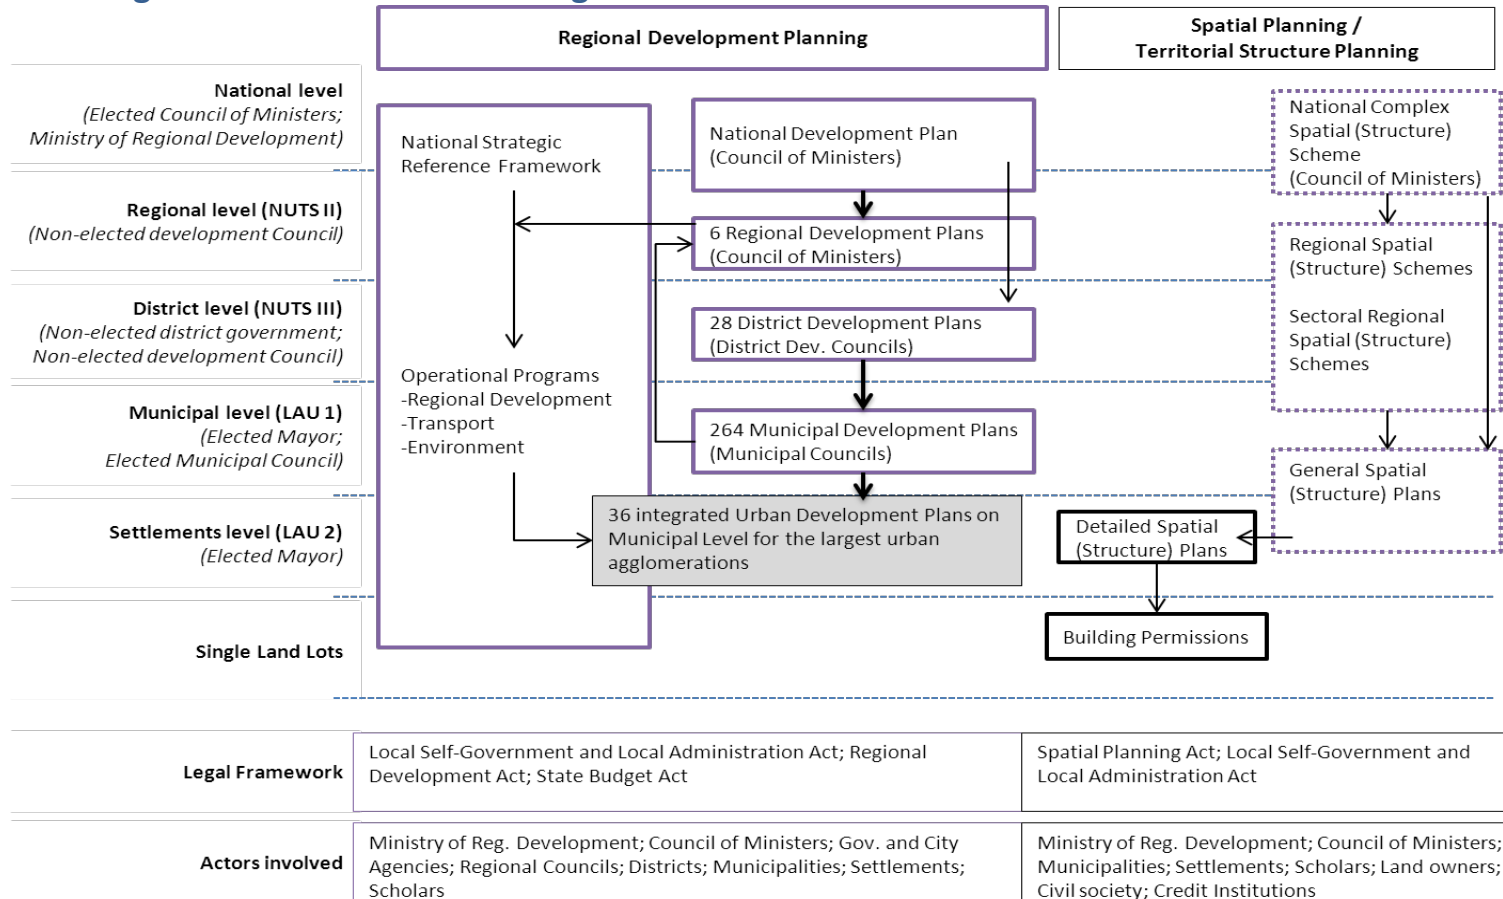 Regional Development Planning
Spatial Planning /
Territorial Structure Planning
National level
(Elected Council of Ministers;
Ministry of Regional Development)
National Strategic
Reference Framework
National Development Plan
(Council of Ministers)
National Complex
Spatial (Structure)
Scheme
(Council of Ministers)
Regional level (NUTS II)
(Non-elected development Council)
6 Regional Development Plans
(Council of Ministers)
Regional Spatial
(Structure) Schemes
Sectoral Regional
Spatial (Structure)
Schemes
District level (NUTS III)
(Non-elected district government;
Non-elected development Council)
28 District Development Plans
(District Dev. Councils)
Operational Programs
-Regional Development
-Transport
-Environment
Municipal level (LAU 1)
(Elected Mayor;
Elected Municipal Council)
264 Municipal Development Plans
(Municipal Councils)
General Spatial
(Structure) Plans
Settlements level (LAU 2)
(Elected Mayor)
36 integrated Urban Development Plans on
Municipal Level for the largest urban
agglomerations
Detailed Spatial
(Structure) Plans
Single Land Lots
Building Permissions
Legal Framework
Local Self-Government and Local Administration Act; Regional
Development Act; State Budget Act
Spatial Planning Act; Local Self-Government and
Local Administration Act
Actors involved
Ministry of Reg. Development; Council of Ministers; Gov. and City
Agencies; Regional Councils; Districts; Municipalities; Settlements;
Scholars
Ministry of Reg. Development; Council of Ministers;
Municipalities; Settlements; Scholars; Land owners;
Civil society; Credit Institutions